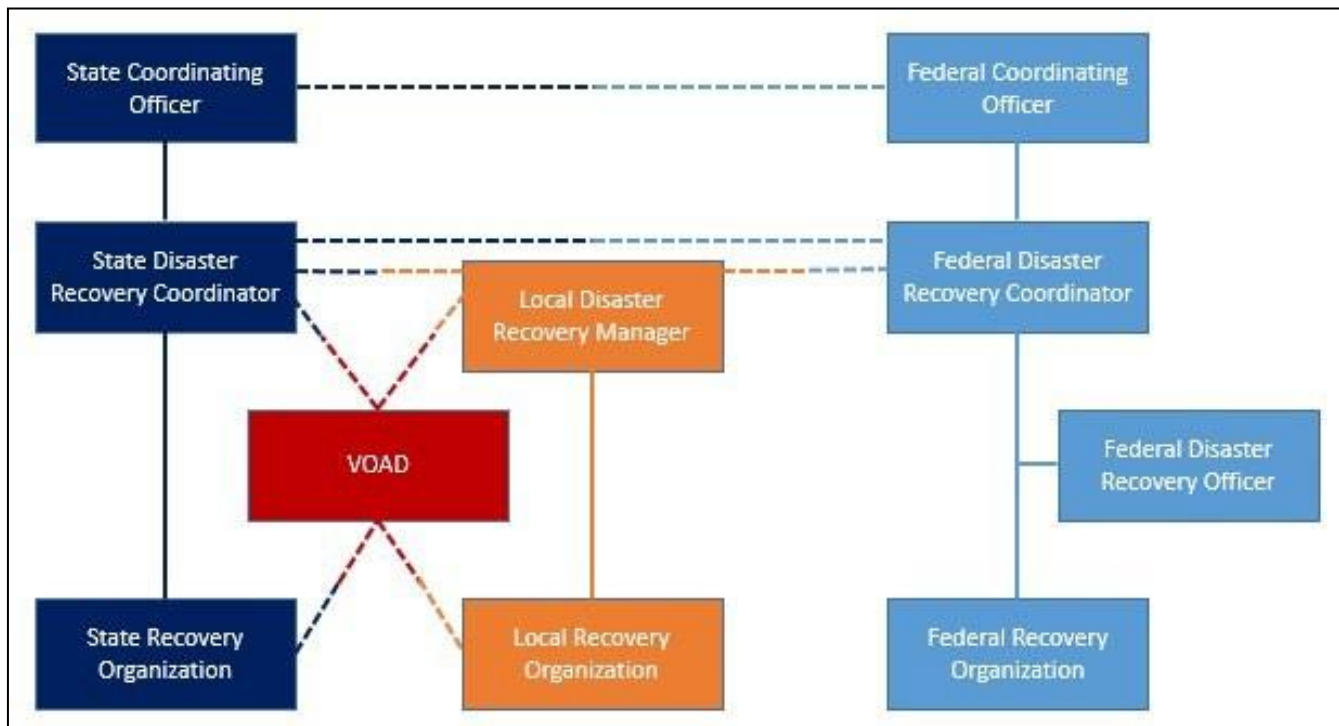 State Coordinating
Officer
Federal Coordinating
Officer
State Disaster
Recovery Coordinator
Local Disaster
Recovery Manager
Federal Disaster
Recovery Coordinator
VOAD
Federal Disaster
Recovery Officer
State Recovery
Organization
Local Recovery
Organization
Federal Recovery
Organization